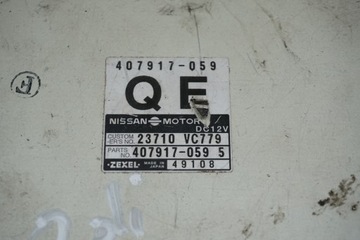 407917-059
QE
NISSAN MOTOR
DC12V
CUSTOM ER'S NO. 23710 VC779
PARTS NO. 407917-059 5
ZEXEL MADE IN JAPAN 49108
E